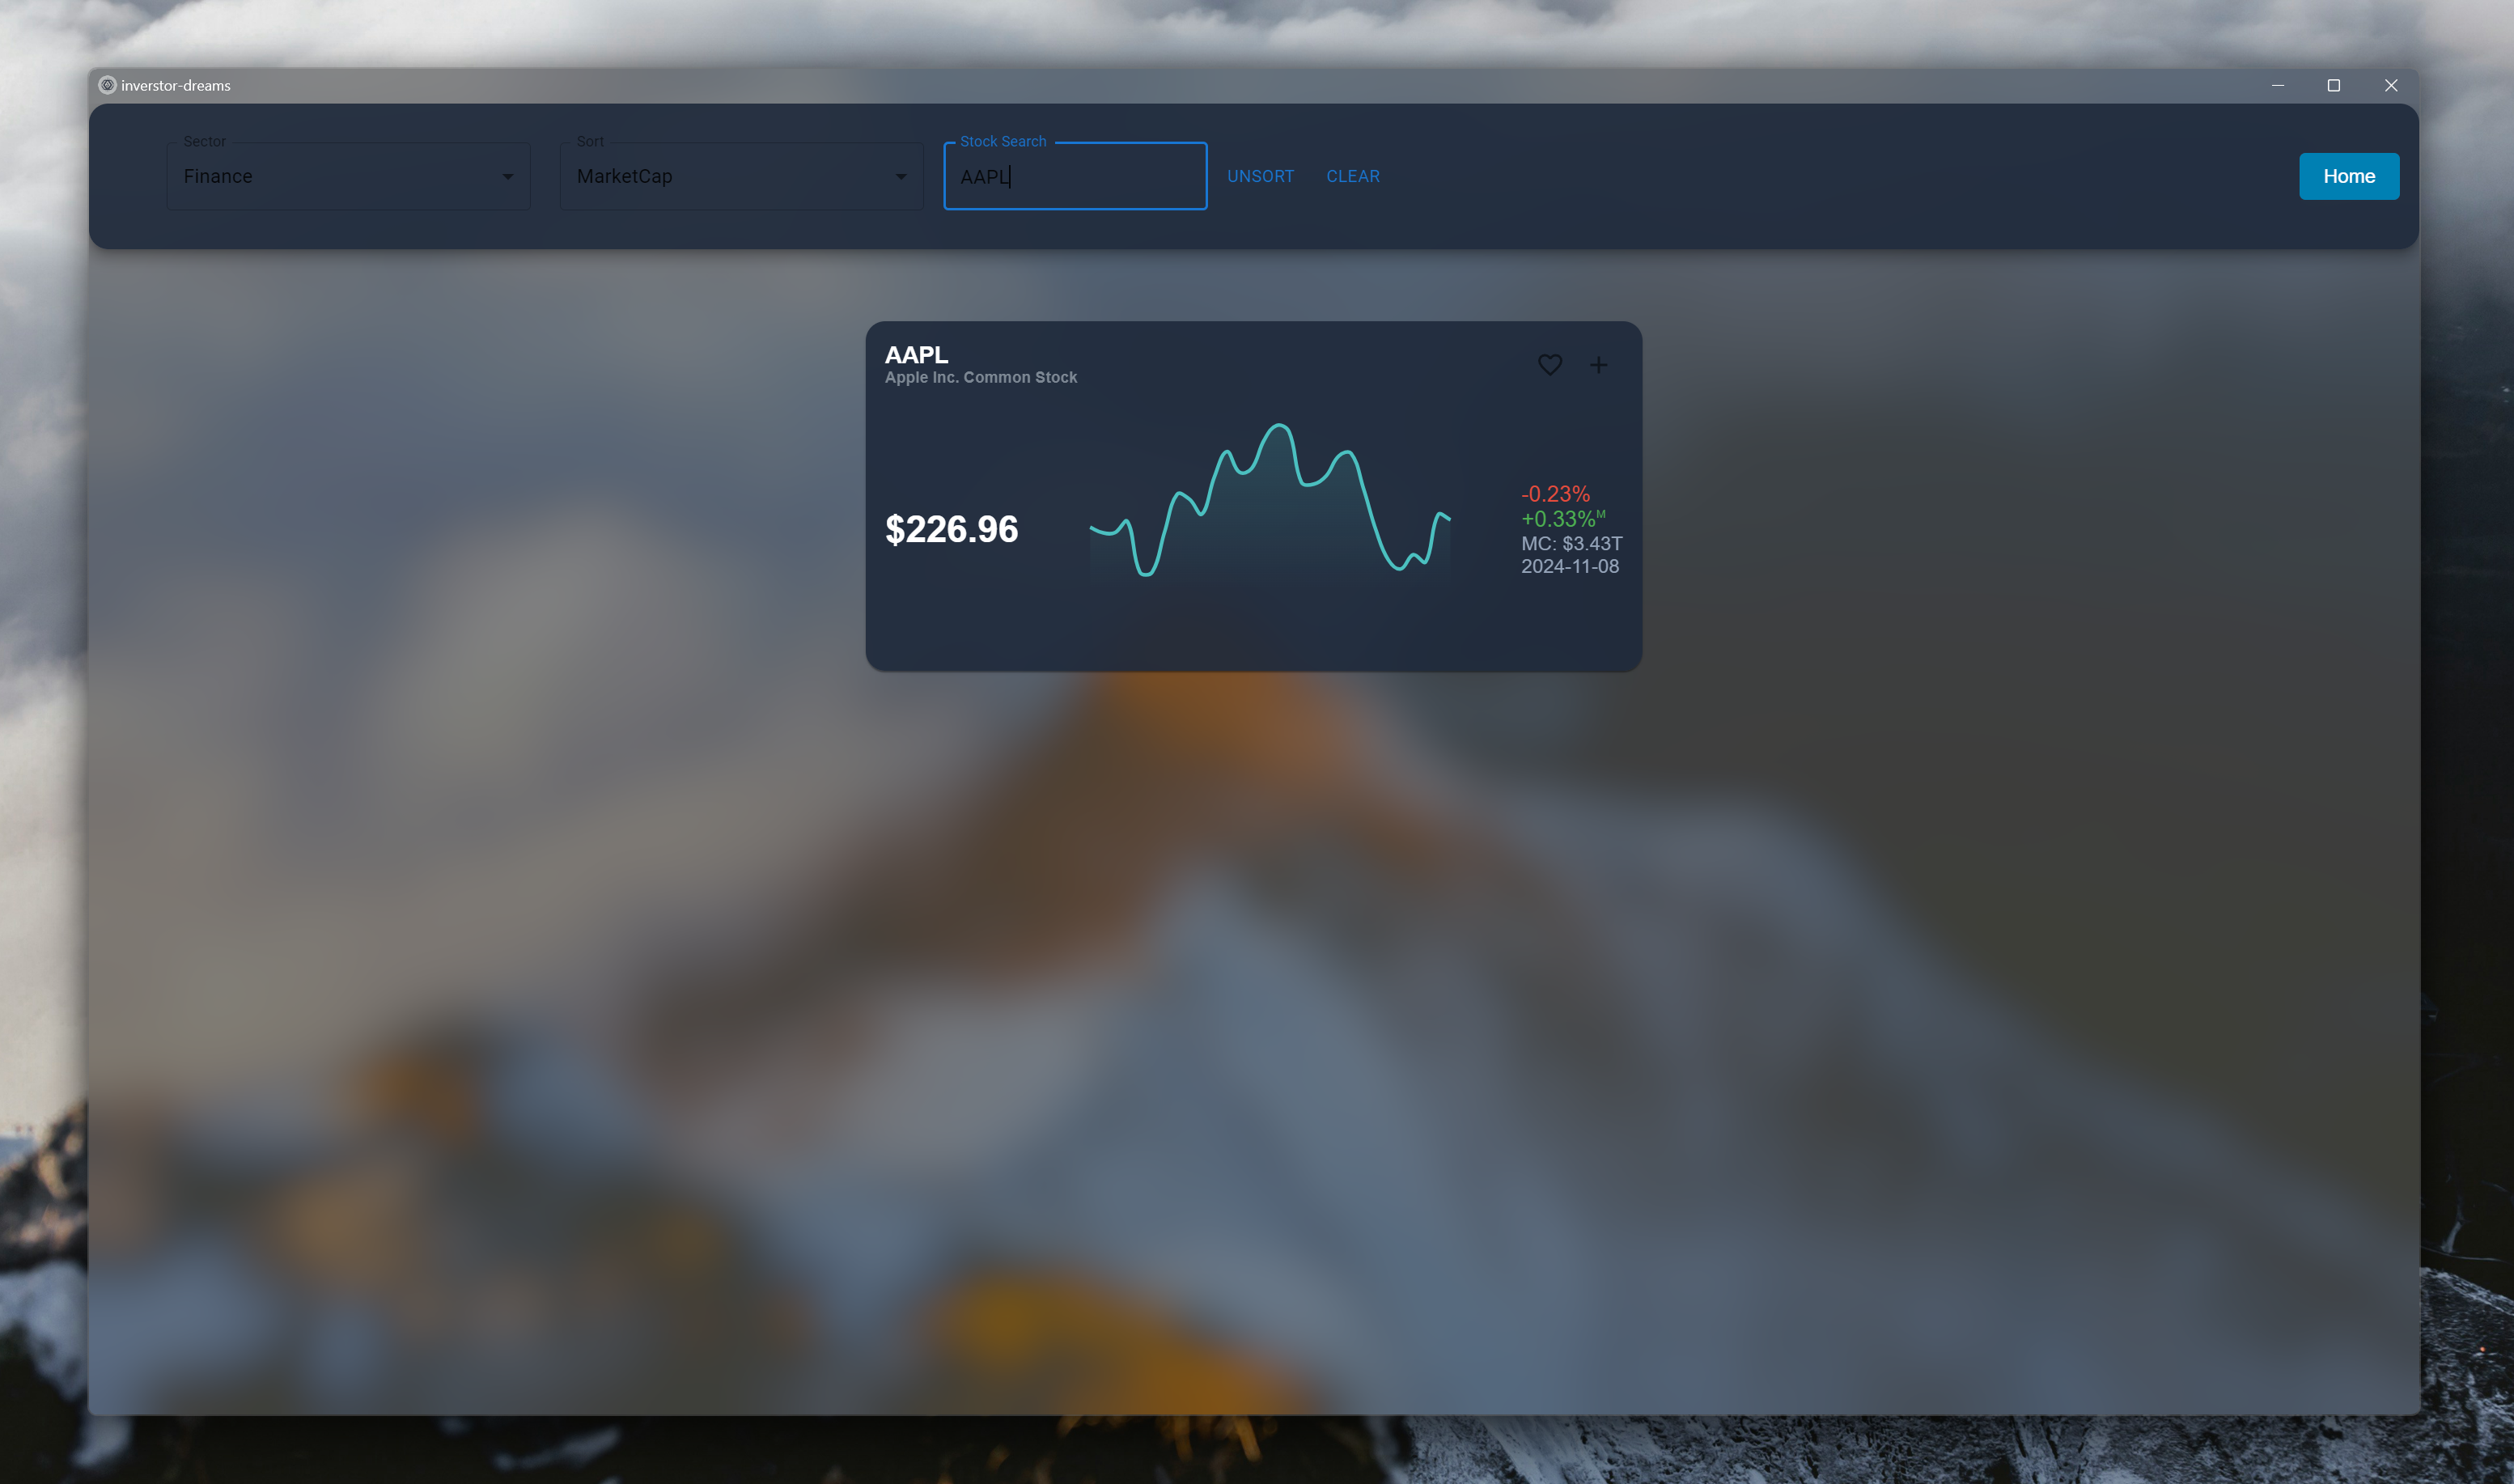 inverstor-dreams
Sector
Finance
Sort
MarketCap
Stock Search
AAPL
UNSORT
CLEAR
Home
AAPL
Apple Inc. Common Stock
$226.96
-0.23%
+0.33%M
MC: $3.43T
2024-11-08